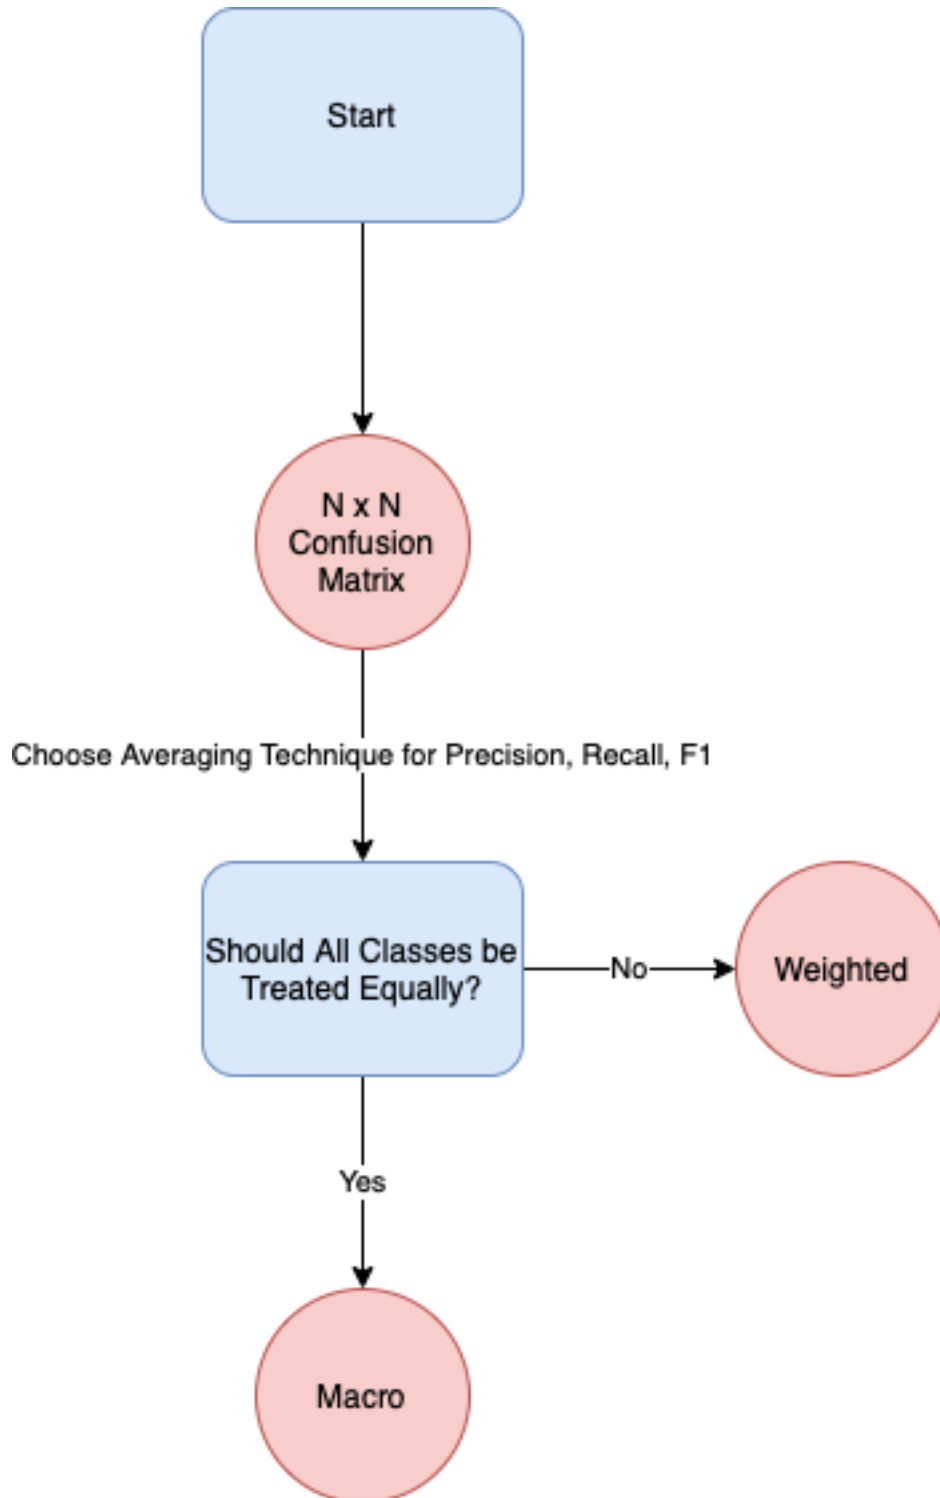 Start
N x N
Confusion
Matrix
Choose Averaging Technique for Precision, Recall, F1
Should All Classes be
Treated Equally?
No
Weighted
Yes
Macro